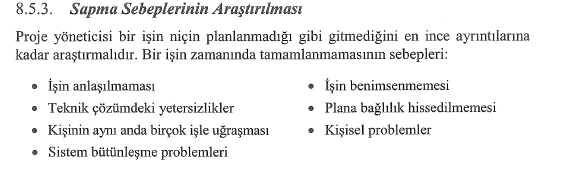 8.5.3. Sapma Sebeplerinin Araştırılması
Proje yöneticisi bir işin niçin planlanmadığı gibi gitmediğini en ince ayrıntılarına
kadar araştırmalıdır. Bir işin zamanında tamamlanmamasının sebepleri:
• İşin anlaşılmaması
• Teknik çözümdeki yetersizlikler
• Kişinin aynı anda birçok işle uğraşması
• Sistem bütünleşme problemleri
• İşin benimsenmemesi
• Plana bağlılık hissedilmemesi
• Kişisel problemler